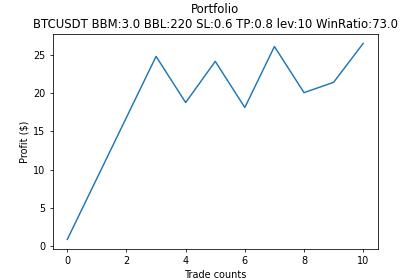 Portfolio
BTCUSDT BBM:3.0 BBL:220 SL:0.6 TP:0.8 lev:10 WinRatio:73.0
25
20
15
10
5
0
Profit ($)
0 2 4 6 8 10
Trade counts